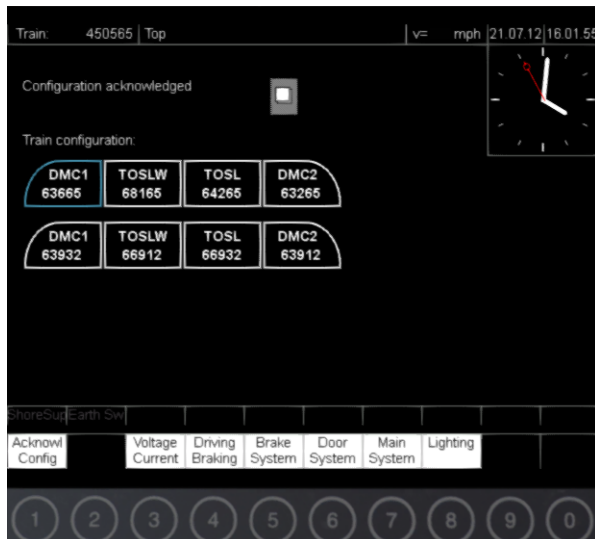 Train: 450565 Top v= mph 21.07.12 16.01.55
Configuration acknowledged
Train configuration:
DMC1 TOSLW TOSL DMC2
63665 68165 64265 63265
DMC1 TOSLW TOSL DMC2
63932 66912 66932 63912
ShoreSup Earth Sw
Acknowl Voltage Driving Brake Door Main Lighting
Config Current Braking System System System
1 2 3 4 5 6 7 8 9 0